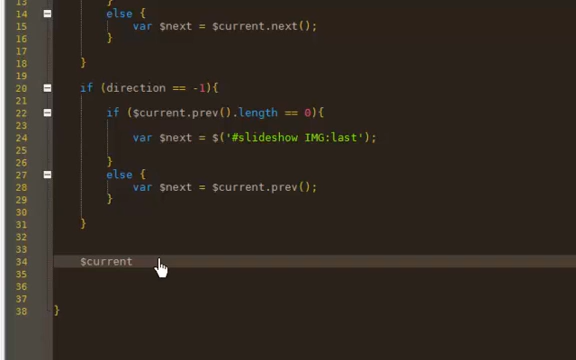 13 }
14 else {
15 var $next = $current.next();
16 }
17
18 }
19
20 if (direction == -1){
21
22 if ($current.prev().length == 0){
23
24 var $next = $('#slideshow IMG:last');
25
26 }
27 else {
28 var $next = $current.prev();
29 }
30
31 }
32
33
34 $current
35
36
37
38 }